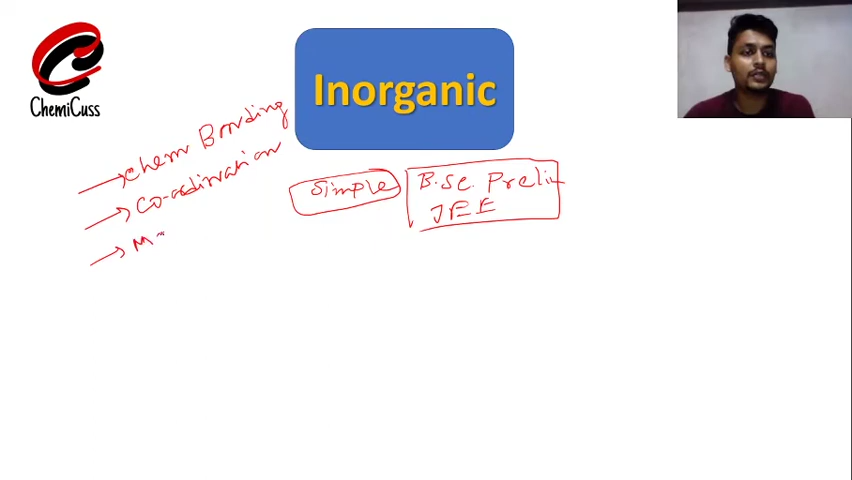 ChemiCuss
Inorganic
→ Chem Bonding
→ Co-ordination
→ M
Simple
B.Sc. Prelim
JEE